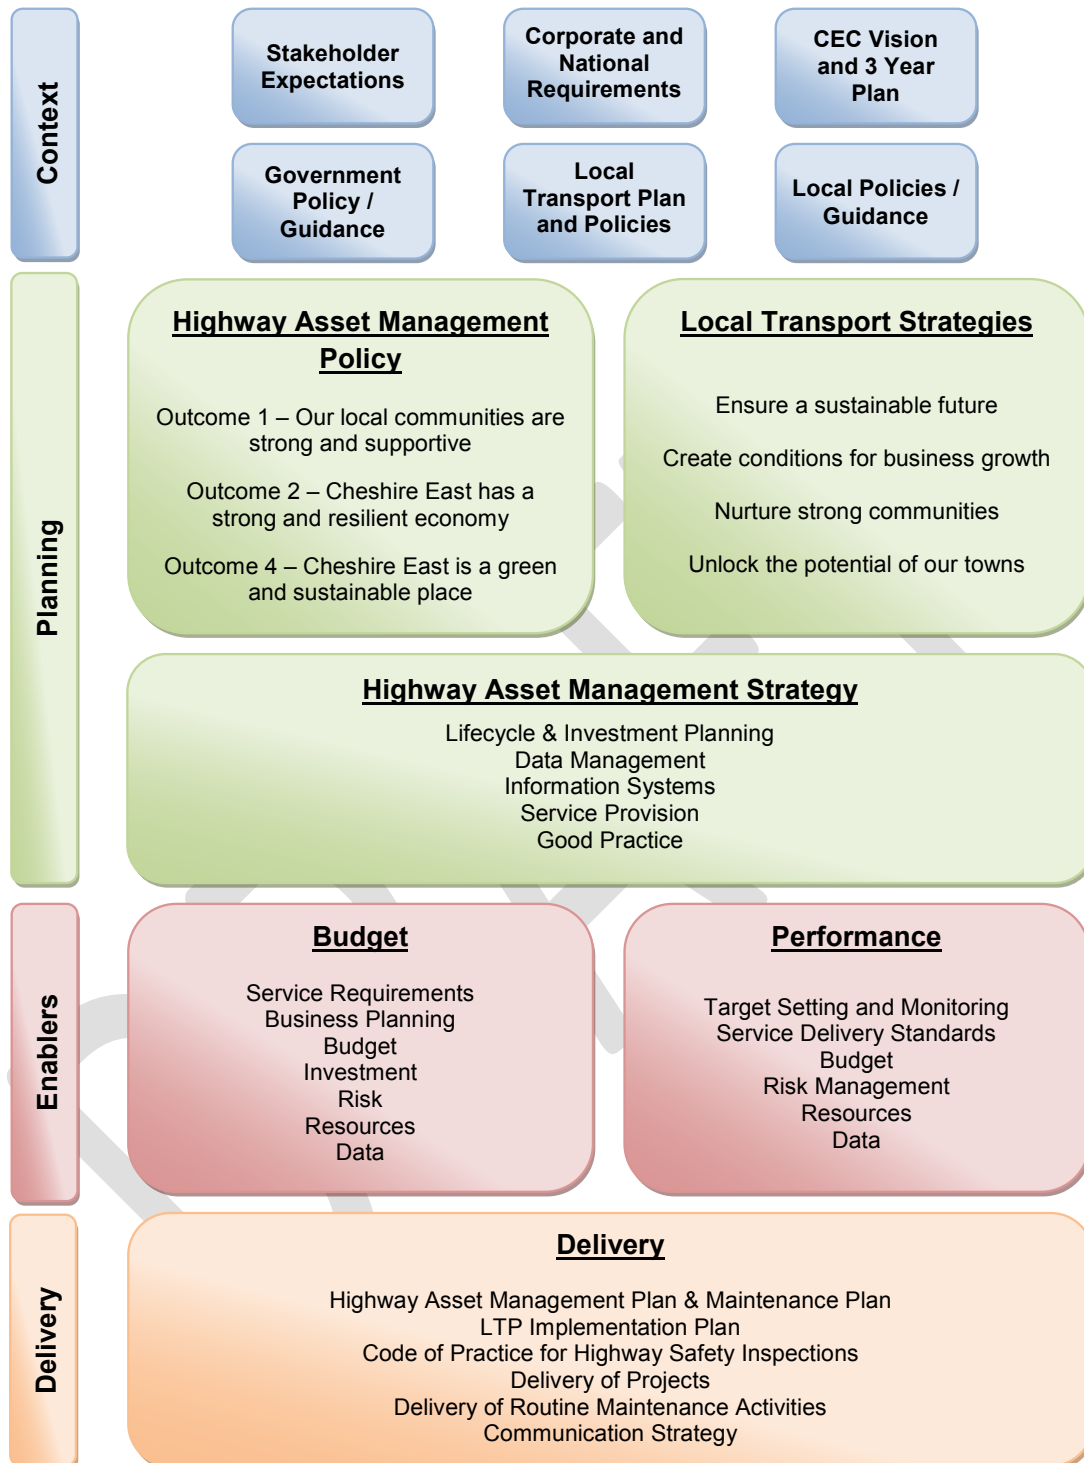 Context
Stakeholder
Expectations
Corporate and
National
Requirements
CEC Vision
and 3 Year
Plan
Government
Policy /
Guidance
Local
Transport Plan
and Policies
Local Policies /
Guidance
Planning
Highway Asset Management
Policy
Outcome 1 – Our local communities are
strong and supportive
Outcome 2 – Cheshire East has a
strong and resilient economy
Outcome 4 – Cheshire East is a green
and sustainable place
Local Transport Strategies
Ensure a sustainable future
Create conditions for business growth
Nurture strong communities
Unlock the potential of our towns
Highway Asset Management Strategy
Lifecycle & Investment Planning
Data Management
Information Systems
Service Provision
Good Practice
Enablers
Budget
Service Requirements
Business Planning
Budget
Investment
Risk
Resources
Data
Performance
Target Setting and Monitoring
Service Delivery Standards
Budget
Risk Management
Resources
Data
Delivery
Delivery
Highway Asset Management Plan & Maintenance Plan
LTP Implementation Plan
Code of Practice for Highway Safety Inspections
Delivery of Projects
Delivery of Routine Maintenance Activities
Communication Strategy